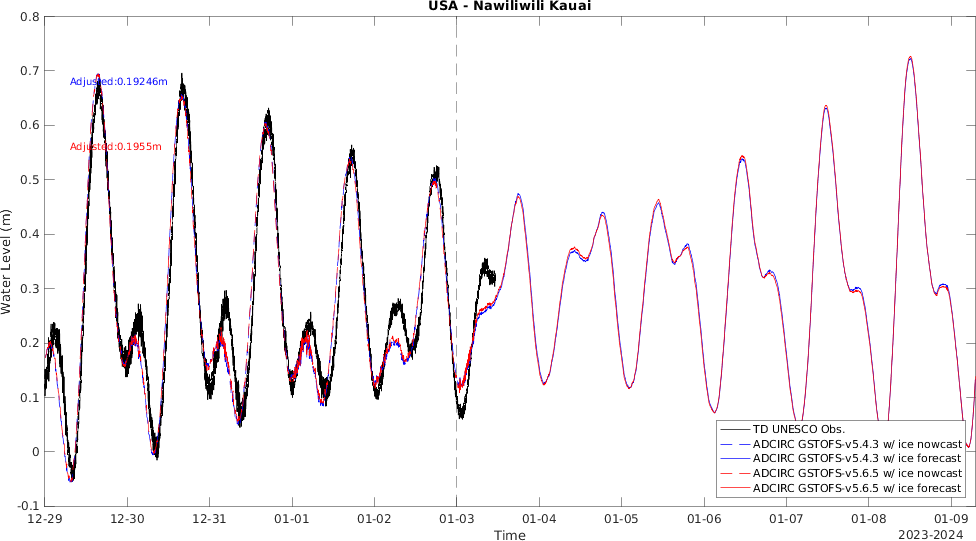 USA - Nawiliwili Kauai
0.8
0.7
0.6
0.5
0.4
0.3
0.2
0.1
0
-0.1
Water Level (m)
Adjusted:0.19246m
Adjusted:0.1955m
TD UNESCO Obs.
ADCIRC GSTOFS-v5.4.3 w/ ice nowcast
ADCIRC GSTOFS-v5.4.3 w/ ice forecast
ADCIRC GSTOFS-v5.6.5 w/ ice nowcast
ADCIRC GSTOFS-v5.6.5 w/ ice forecast
12-29 12-30 12-31 01-01 01-02 01-03 01-04 01-05 01-06 01-07 01-08 01-09
Time
2023-2024